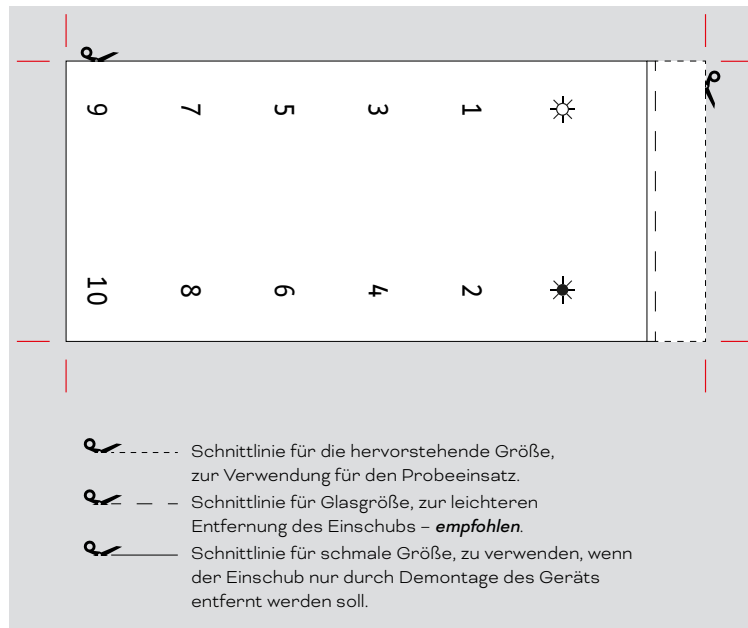 9 7 5 3 1
10 8 6 4 2
Schnittlinie für die hervorstehende Größe,
zur Verwendung für den Probeeinsatz.
Schnittlinie für Glasgröße, zur leichteren
Entfernung des Einschubs – empfohlen.
Schnittlinie für schmale Größe, zu verwenden, wenn
der Einschub nur durch Demontage des Geräts
entfernt werden soll.